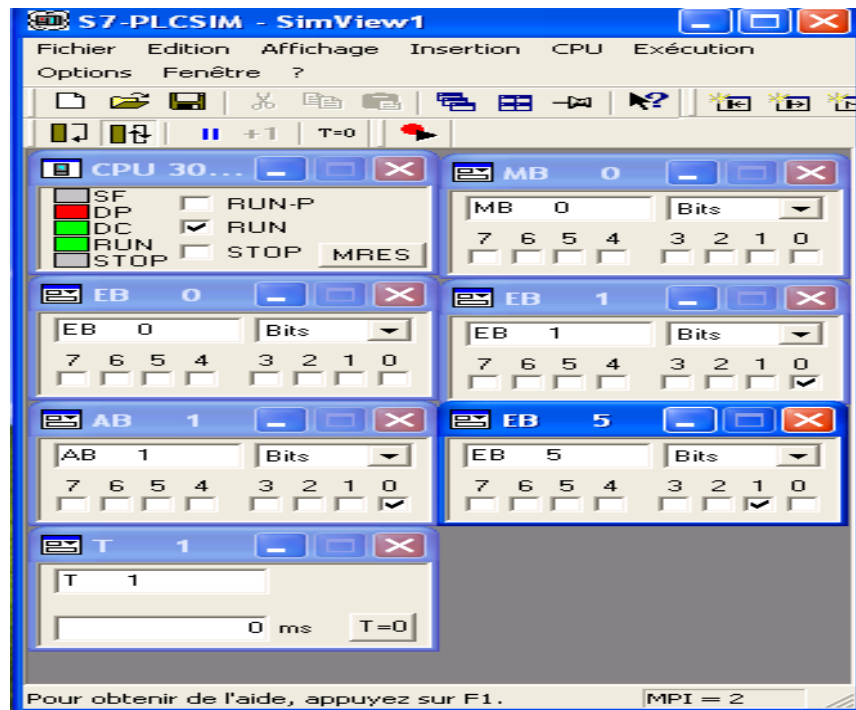 S7-PLCSIM - SimView1
Fichier Edition Affichage Insertion CPU Exécution
Options Fenêtre ?
+1 T=0
CPU 30...
SF
DP
DC
RUN
STOP
RUN-P
RUN
STOP MRES
MB 0
MB 0 Bits
7 6 5 4 3 2 1 0
EB 0
EB 0 Bits
7 6 5 4 3 2 1 0
EB 1
EB 1 Bits
7 6 5 4 3 2 1 0
AB 1
AB 1 Bits
7 6 5 4 3 2 1 0
EB 5
EB 5 Bits
7 6 5 4 3 2 1 0
T 1
T 1
0 ms T=0
Pour obtenir de l'aide, appuyez sur F1. MPI = 2